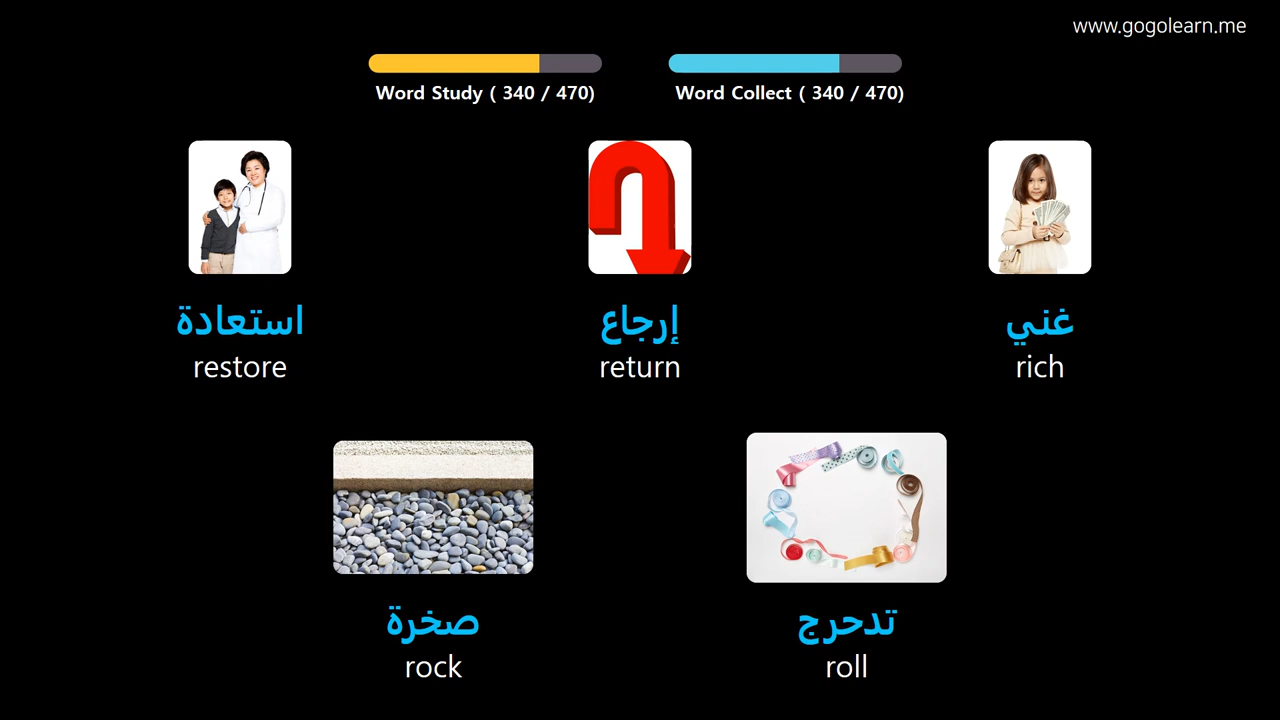 www.gogolearn.me
Word Study ( 340 / 470)
Word Collect ( 340 / 470)
استعادة
restore
إرجاع
return
غني
rich
صخرة
rock
تدحرج
roll